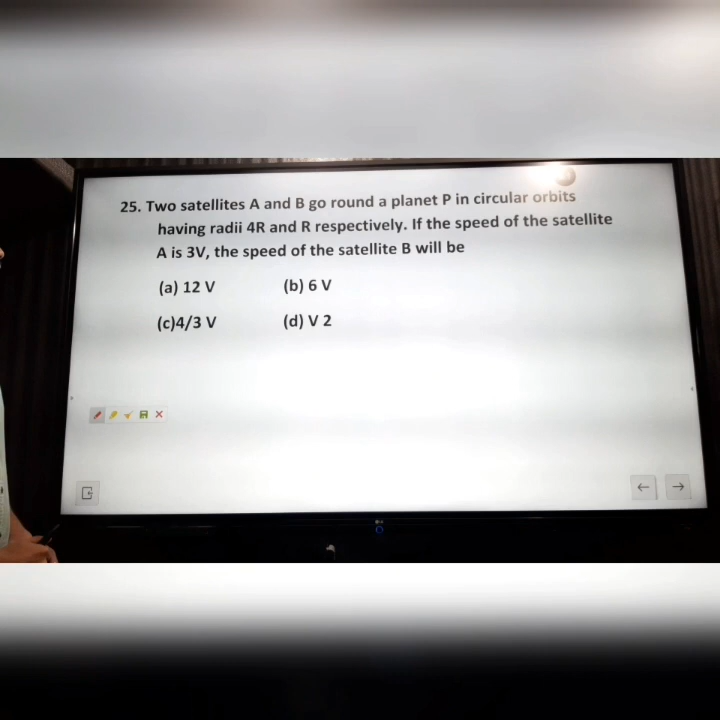 25. Two satellites A and B go round a planet P in circular orbits
having radii 4R and R respectively. If the speed of the satellite
A is 3V, the speed of the satellite B will be
(a) 12 V (b) 6 V
(c)4/3 V (d) V 2